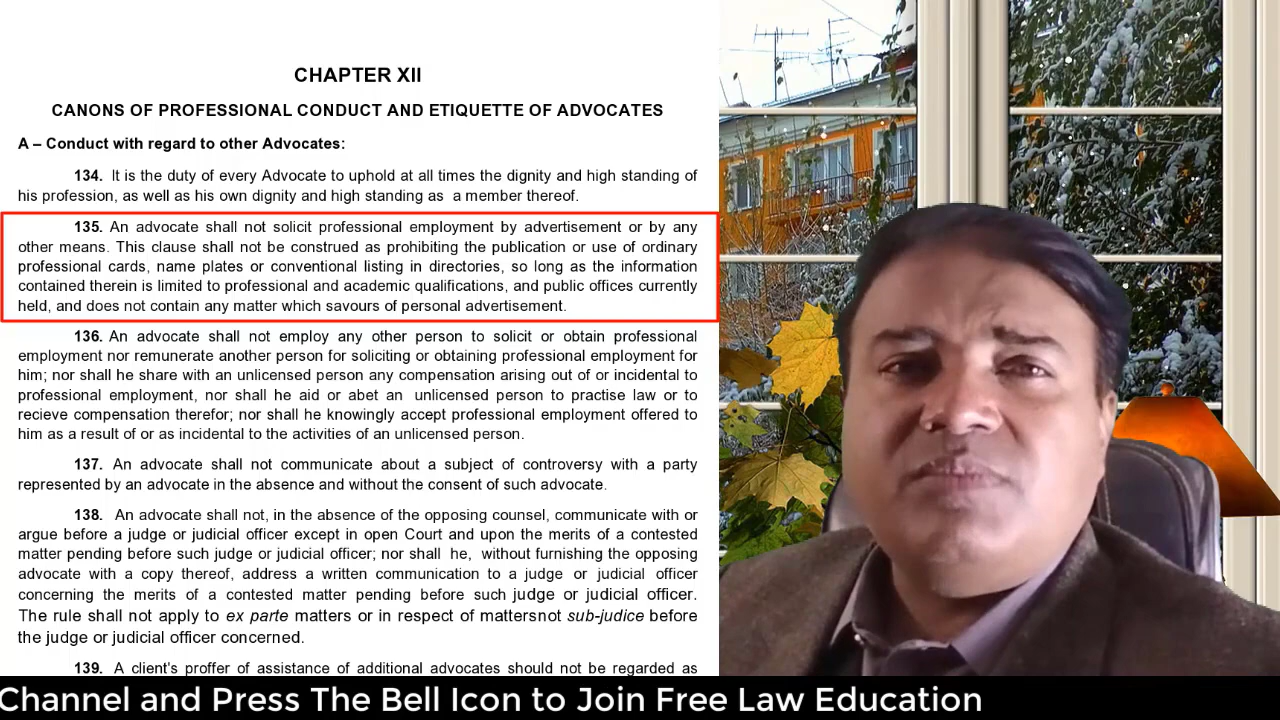 CHAPTER XII
CANONS OF PROFESSIONAL CONDUCT AND ETIQUETTE OF ADVOCATES
A – Conduct with regard to other Advocates:
134. It is the duty of every Advocate to uphold at all times the dignity and high standing of
his profession, as well as his own dignity and high standing as a member thereof.
135. An advocate shall not solicit professional employment by advertisement or by any
other means. This clause shall not be construed as prohibiting the publication or use of ordinary
professional cards, name plates or conventional listing in directories, so long as the information
contained therein is limited to professional and academic qualifications, and public offices currently
held, and does not contain any matter which savours of personal advertisement.
136. An advocate shall not employ any other person to solicit or obtain professional
employment nor remunerate another person for soliciting or obtaining professional employment for
him; nor shall he share with an unlicensed person any compensation arising out of or incidental to
professional employment, nor shall he aid or abet an unlicensed person to practise law or to
recieve compensation therefor; nor shall he knowingly accept professional employment offered to
him as a result of or as incidental to the activities of an unlicensed person.
137. An advocate shall not communicate about a subject of controversy with a party
represented by an advocate in the absence and without the consent of such advocate.
138. An advocate shall not, in the absence of the opposing counsel, communicate with or
argue before a judge or judicial officer except in open Court and upon the merits of a contested
matter pending before such judge or judicial officer; nor shall he, without furnishing the opposing
advocate with a copy thereof, address a written communication to a judge or judicial officer
concerning the merits of a contested matter pending before such judge or judicial officer.
The rule shall not apply to ex parte matters or in respect of mattersnot sub-judice before
the judge or judicial officer concerned.
139. A client's proffer of assistance of additional advocates should not be regarded as
Channel and Press The Bell Icon to Join Free Law Education